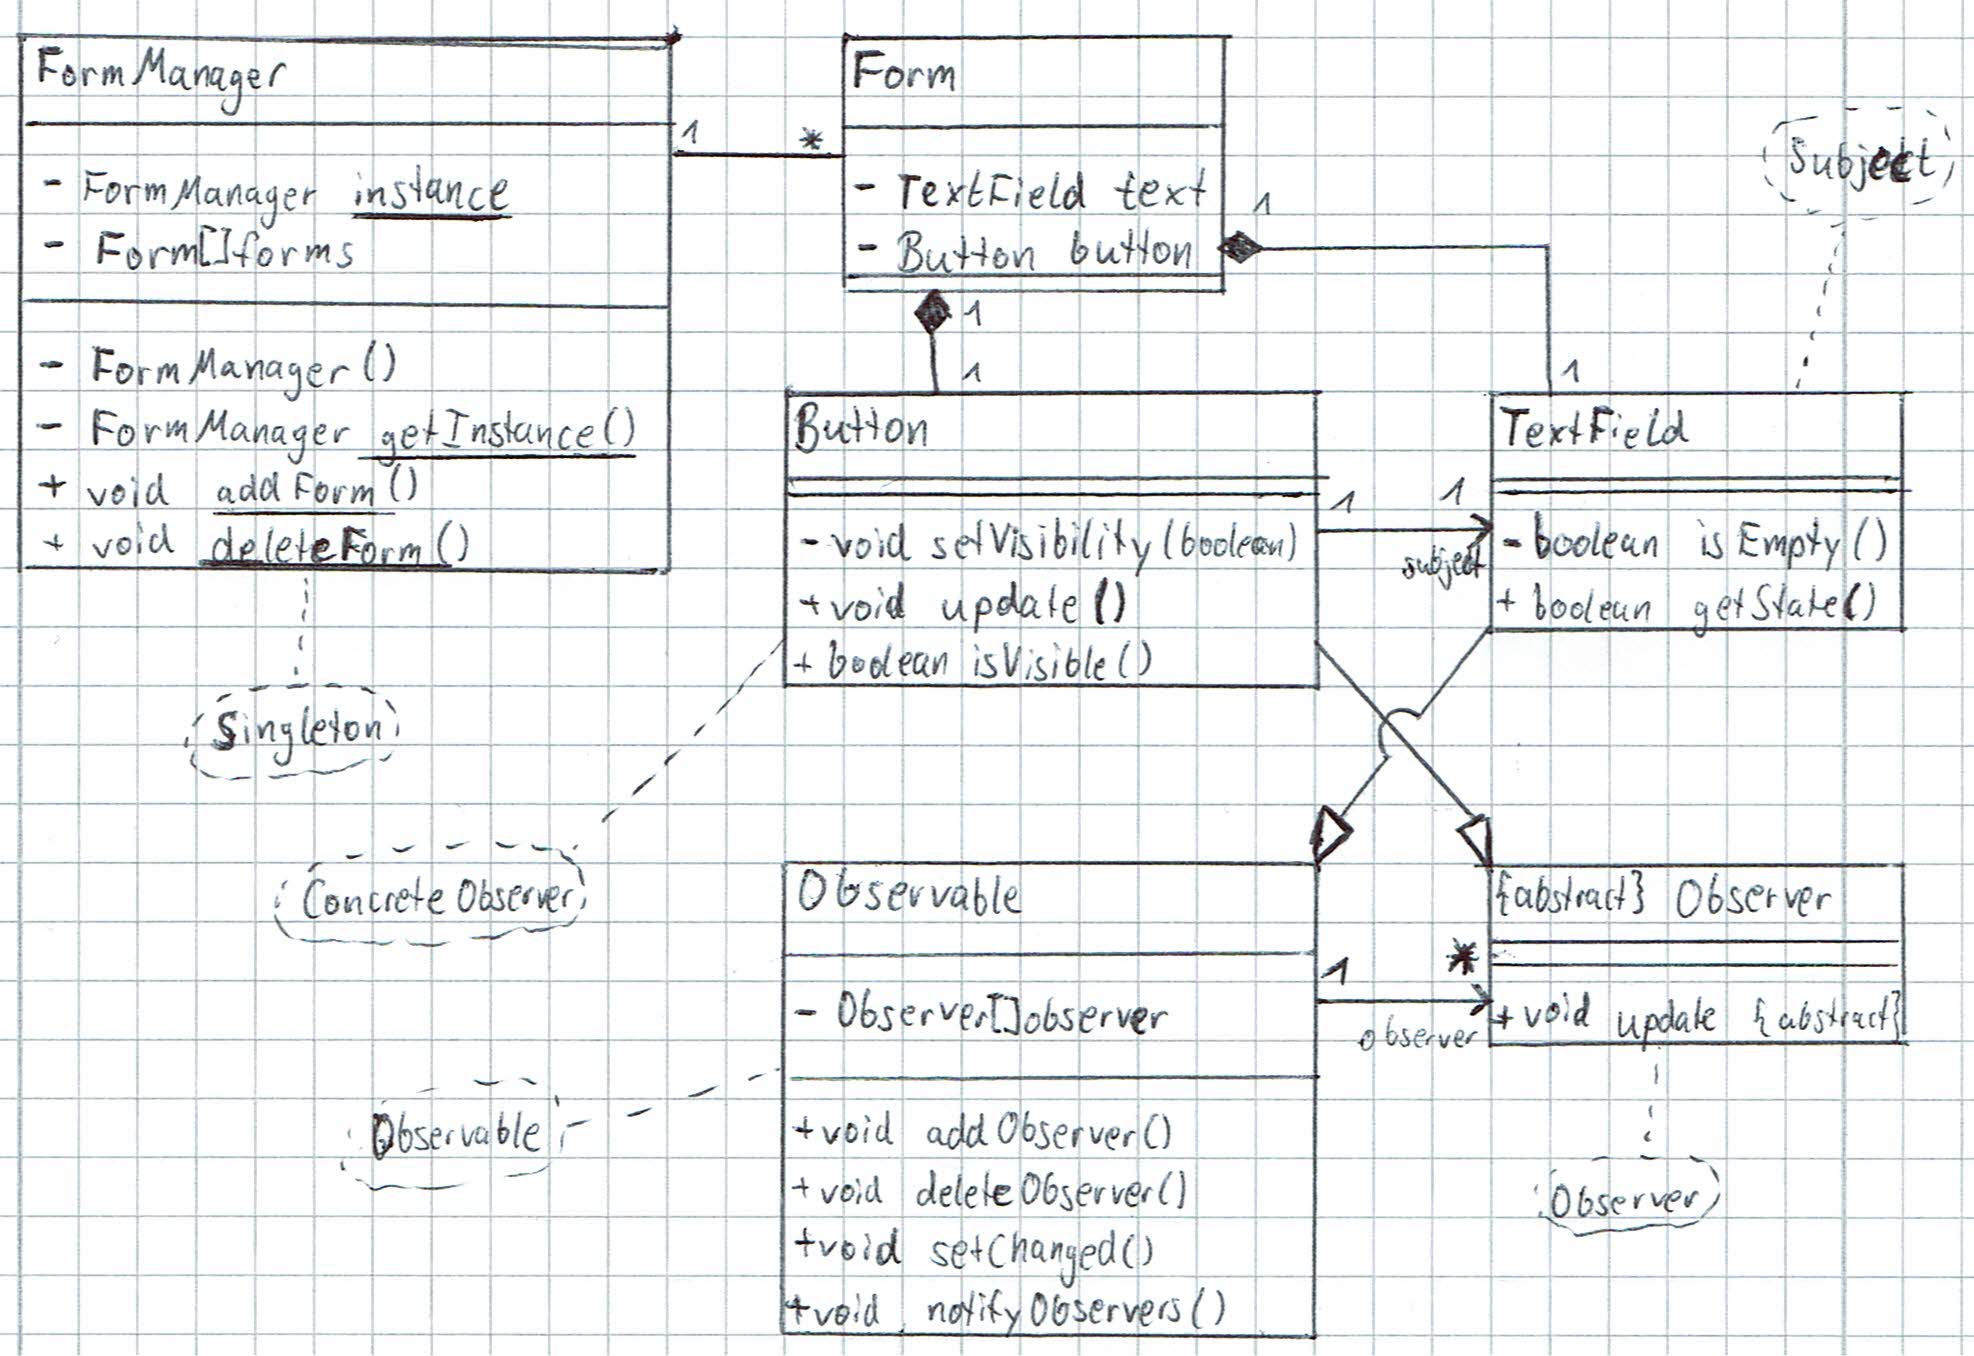 FormManager
- FormManager instance
- Form[]forms
- FormManager()
- FormManager getInstance()
+ void addForm()
+ void deleteForm()
Singleton
1 *
Form
- TextField text
- Button button
1
1
1
1
Subject
Button
- void setVisibility(boolean)
+ void update()
+ boolean isVisible()
1 1
subject
TextField
- boolean isEmpty()
+ boolean getState()
Concrete Observer
Observable
- Observer[]observer
+ void addObserver()
+ void deleteObserver()
+ void setChanged()
+ void notifyObservers()
Observable
1 *
observer
{abstract} Observer
+ void update {abstract}
Observer